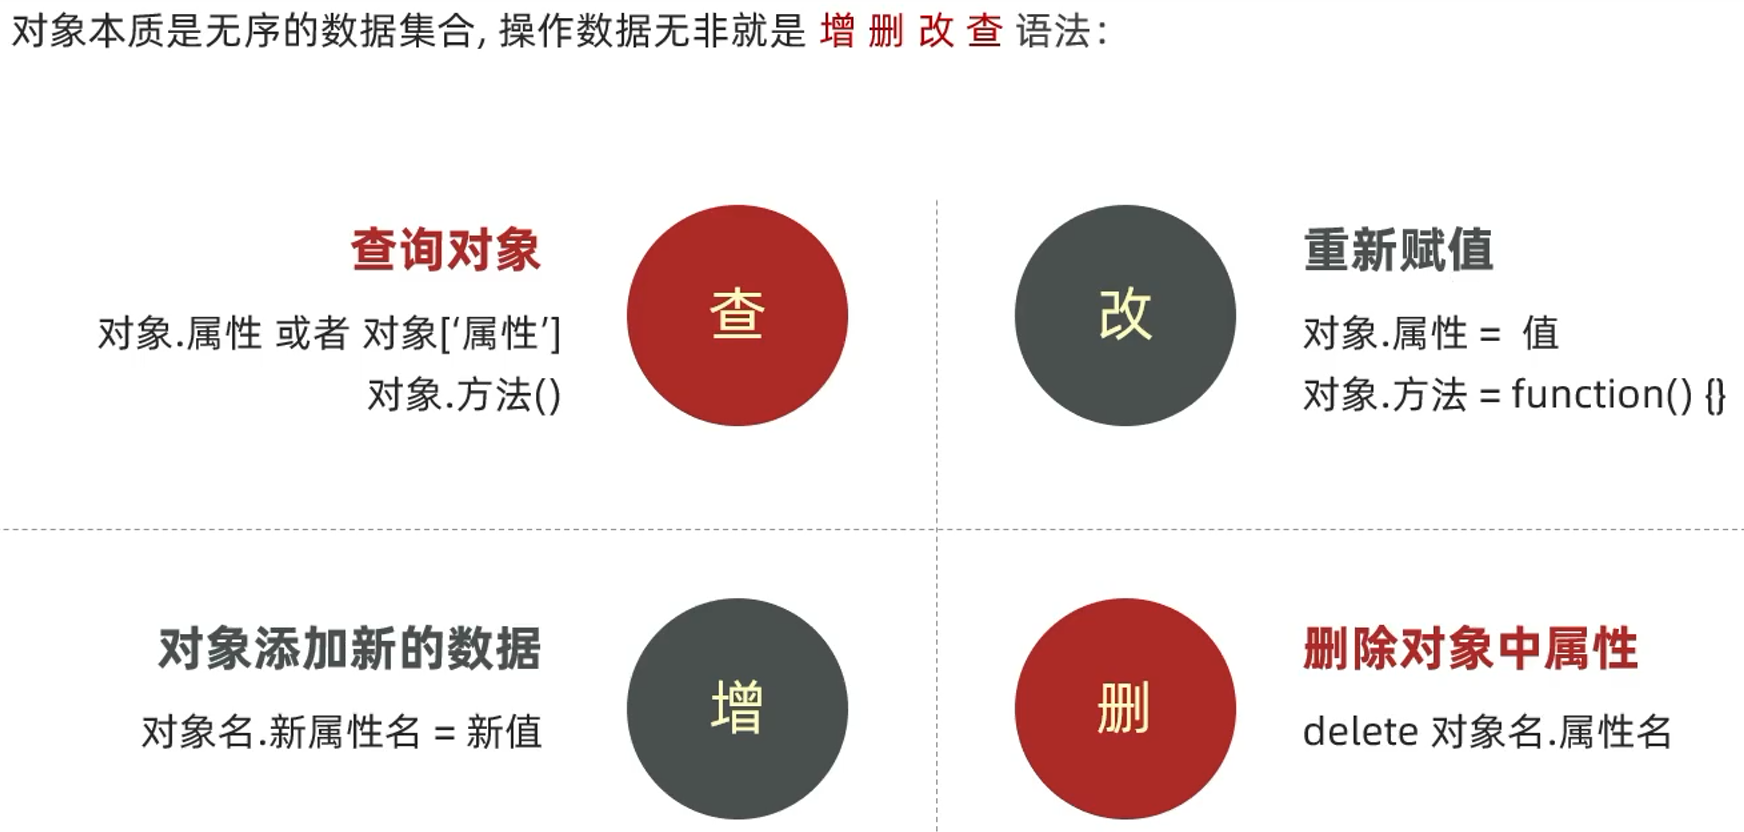 对象本质是无序的数据集合, 操作数据无非就是 增 删 改 查 语法：
查询对象
对象.属性 或者 对象[‘属性’]
对象.方法()
查
改
重新赋值
对象.属性 = 值
对象.方法 = function() {}
对象添加新的数据
对象名.新属性名 = 新值
增
删
删除对象中属性
delete 对象名.属性名